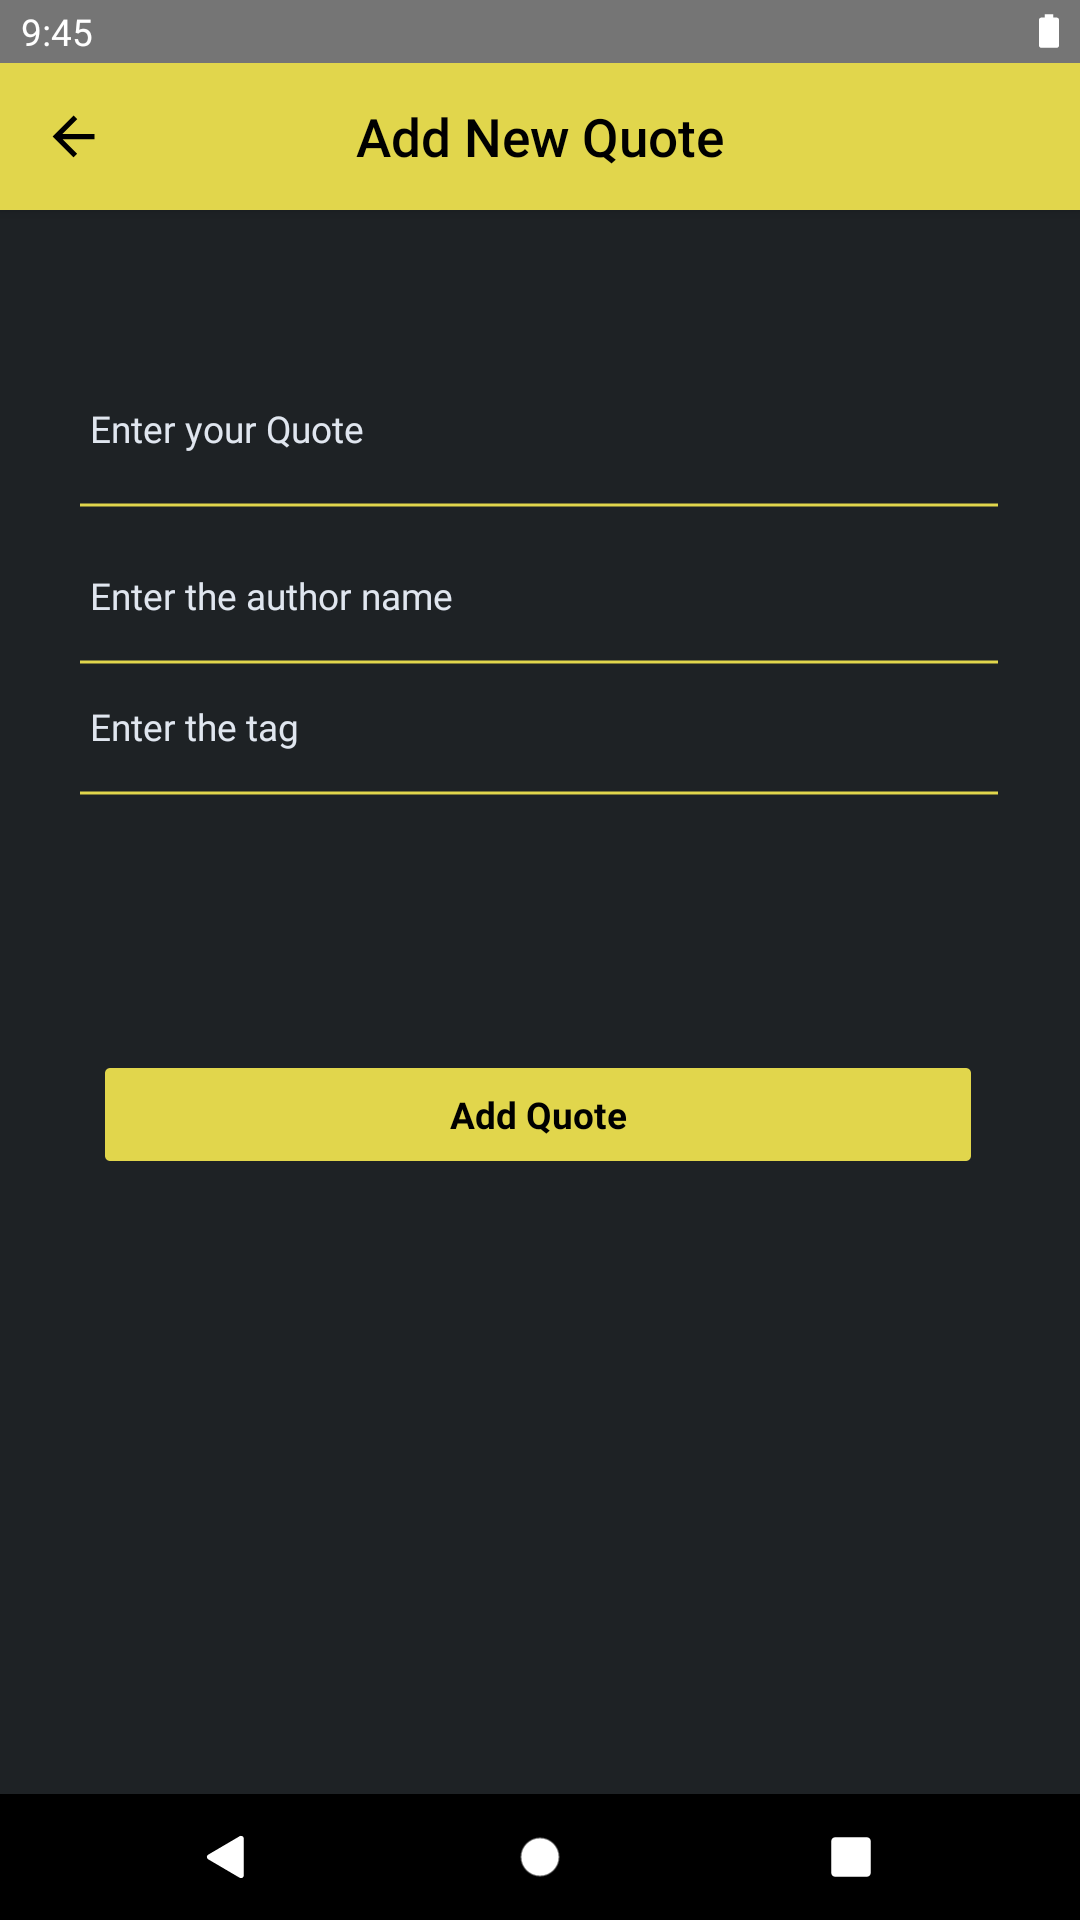 9:45
Add New Quote
Enter your Quote
Enter the author name
Enter the tag
Add Quote